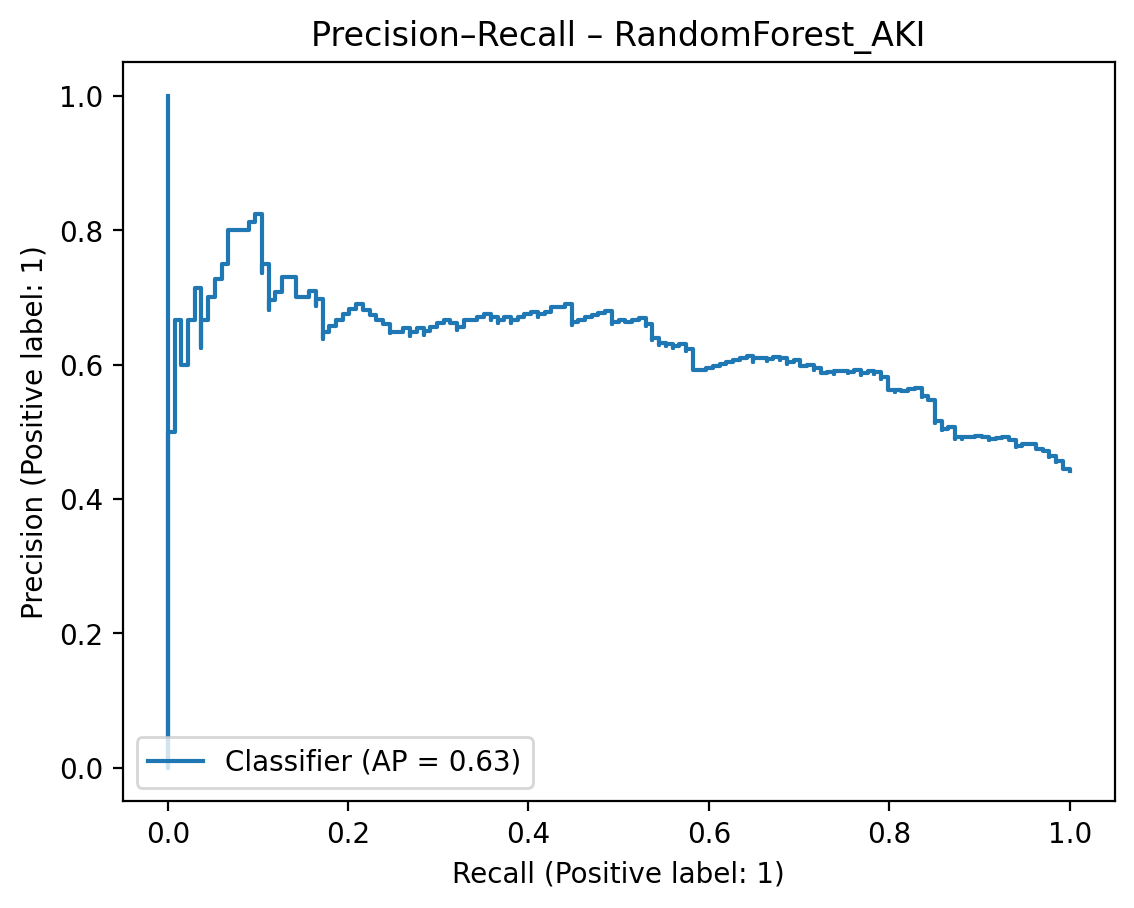 Precision–Recall – RandomForest_AKI
Precision (Positive label: 1)
1.0
0.8
0.6
0.4
0.2
0.0
Classifier (AP = 0.63)
0.0 0.2 0.4 0.6 0.8 1.0
Recall (Positive label: 1)